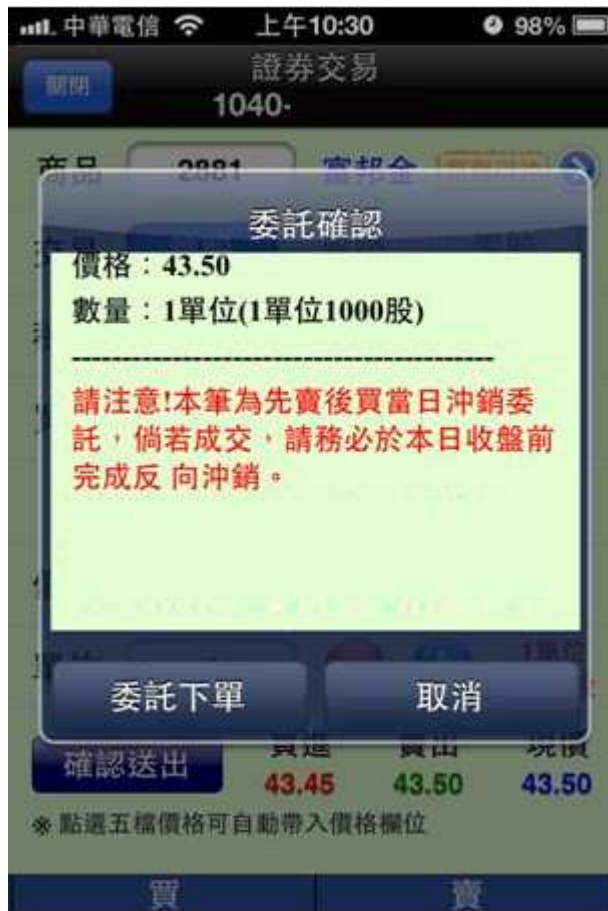 中華電信 上午10:30 98%
證券交易
關閉
1040-
商品 2881 富邦金
委託確認
價格：43.50
數量：1單位(1單位1000股)
------------------------------------------
請注意!本筆為先賣後買當日沖銷委
託，倘若成交，請務必於本日收盤前
完成反 向沖銷。
1單位
委託下單 取消
確認送出 買進 賣出 現價
43.45 43.50 43.50
※ 點選五檔價格可自動帶入價格欄位
買 賣